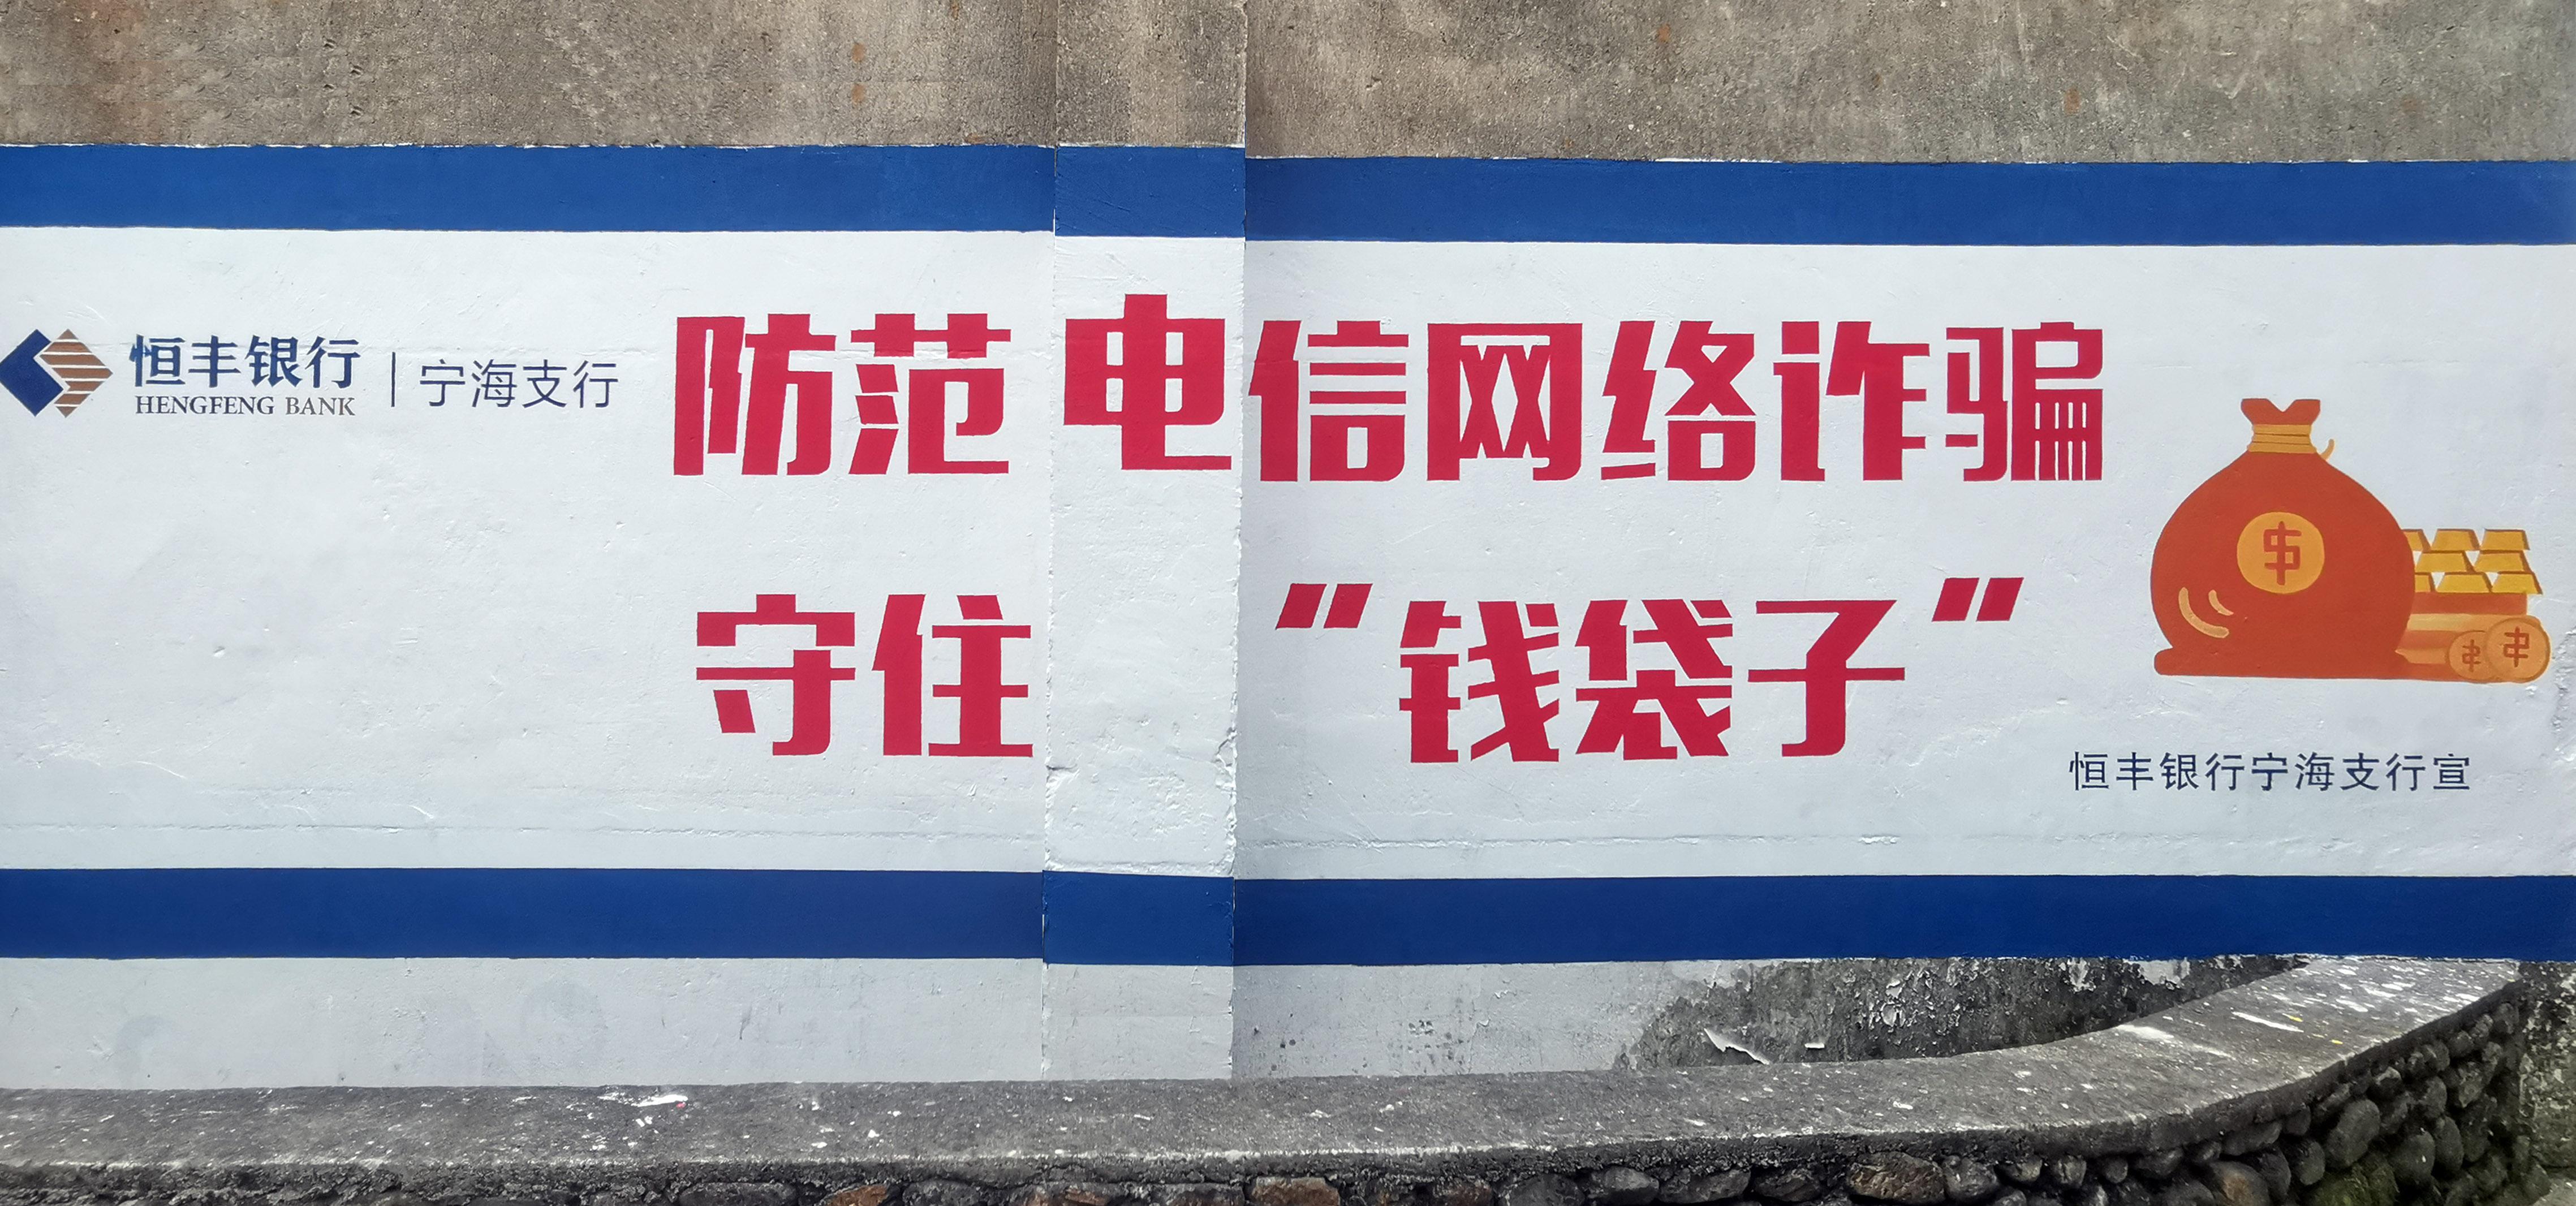 恒丰银行 | 宁海支行
HENGFENG BANK
防范电信网络诈骗
守住"钱袋子"
恒丰银行宁海支行宣